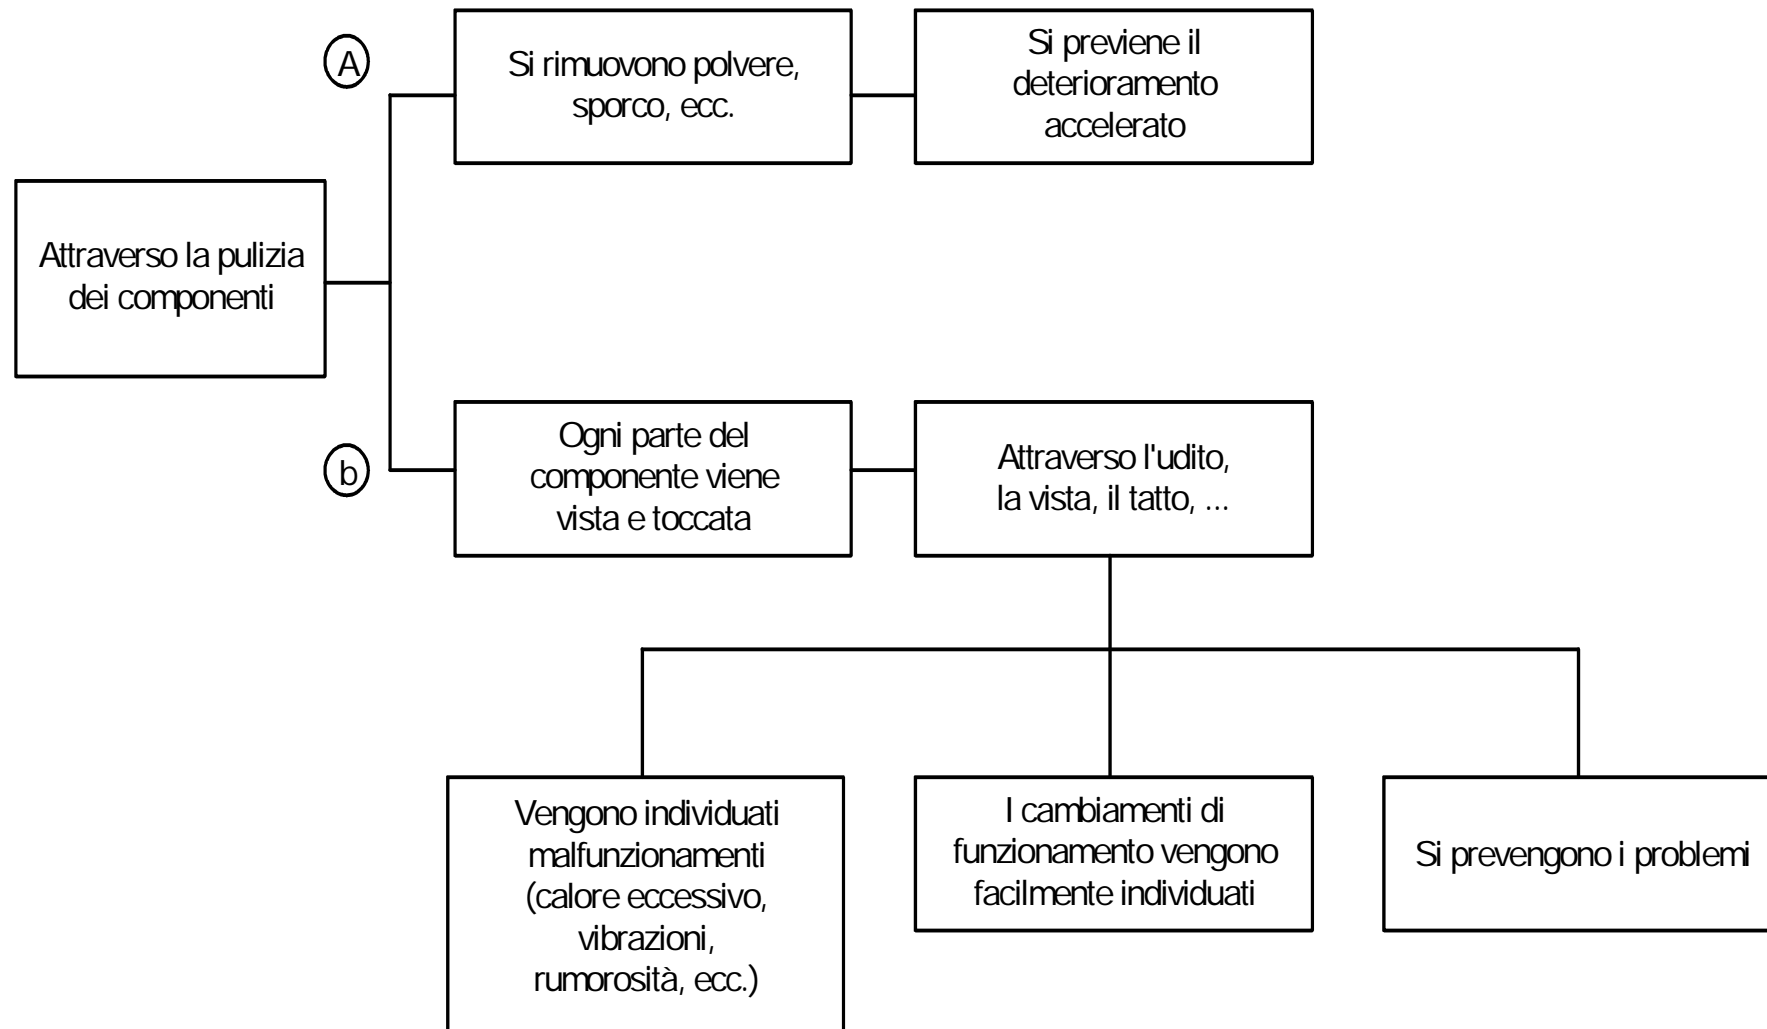 A
Si rimuovono polvere,
sporco, ecc.
Si previene il
deterioramento
accelerato
Attraverso la pulizia
dei componenti
b
Ogni parte del
componente viene
vista e toccata
Attraverso l'udito,
la vista, il tatto, ...
Vengono individuati
malfunzionamenti
(calore eccessivo,
vibrazioni,
rumorosità, ecc.)
I cambiamenti di
funzionamento vengono
facilmente individuati
Si prevengono i problemi